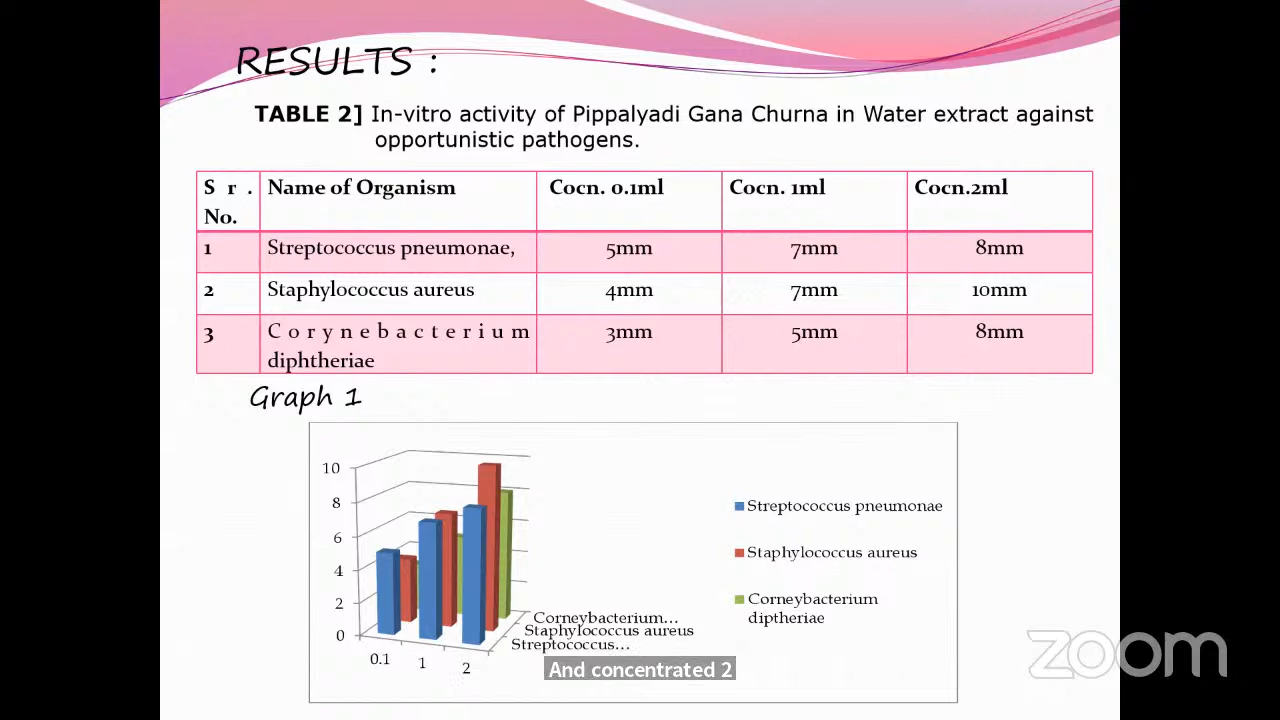 RESULTS :
TABLE 2] In-vitro activity of Pippalyadi Gana Churna in Water extract against
opportunistic pathogens.
Sr. No. Name of Organism Cocn. 0.1ml Cocn. 1ml Cocn.2ml
1 Streptococcus pneumonae, 5mm 7mm 8mm
2 Staphylococcus aureus 4mm 7mm 10mm
3 Corynebacterium diphtheriae 3mm 5mm 8mm
Graph 1
10
8
6
4
2
0
0.1
1
2
Corneybacterium...
Staphylococcus aureus
Streptococcus...
Streptococcus pneumonae
Staphylococcus aureus
Corneybacterium
diptheriae
And concentrated 2
zoom